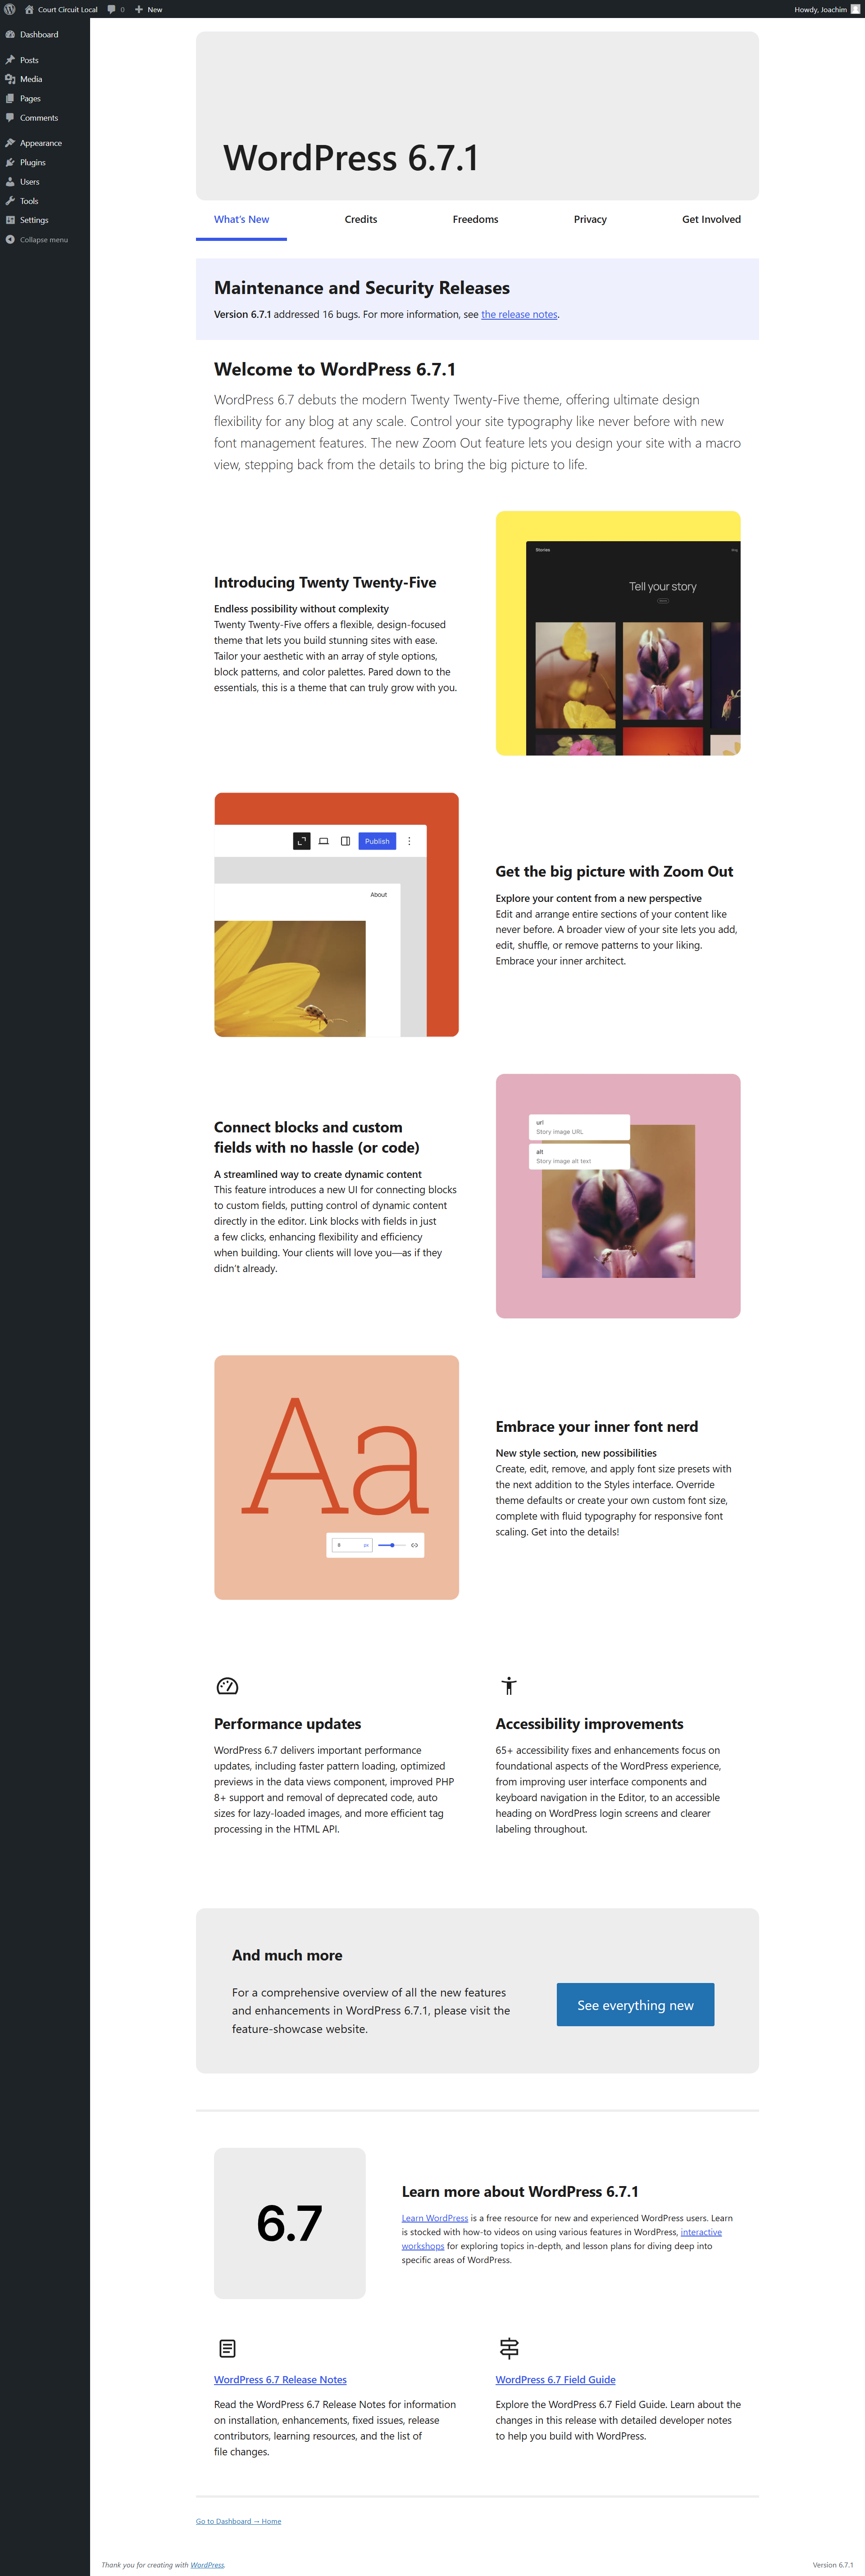 Court Circuit Local 0 New
Howdy, Joachim
Dashboard
Posts
Media
Pages
Comments
Appearance
Plugins
Users
Tools
Settings
Collapse menu
WordPress 6.7.1
What's New Credits Freedoms Privacy Get Involved
Maintenance and Security Releases
Version 6.7.1 addressed 16 bugs. For more information, see the release notes.
Welcome to WordPress 6.7.1
WordPress 6.7 debuts the modern Twenty Twenty-Five theme, offering ultimate design
flexibility for any blog at any scale. Control your site typography like never before with new
font management features. The new Zoom Out feature lets you design your site with a macro
view, stepping back from the details to bring the big picture to life.
Introducing Twenty Twenty-Five
Endless possibility without complexity
Twenty Twenty-Five offers a flexible, design-focused
theme that lets you build stunning sites with ease.
Tailor your aesthetic with an array of style options,
block patterns, and color palettes. Pared down to the
essentials, this is a theme that can truly grow with you.
Stories
Tell your story
Publish
About
Get the big picture with Zoom Out
Explore your content from a new perspective
Edit and arrange entire sections of your content like
never before. A broader view of your site lets you add,
edit, shuffle, or remove patterns to your liking.
Embrace your inner architect.
Connect blocks and custom
fields with no hassle (or code)
A streamlined way to create dynamic content
This feature introduces a new UI for connecting blocks
to custom fields, putting control of dynamic content
directly in the editor. Link blocks with fields in just
a few clicks, enhancing flexibility and efficiency
when building. Your clients will love you—as if they
didn't already.
url
Story image URL
alt
Story image alt text
Aa
8 px
Embrace your inner font nerd
New style section, new possibilities
Create, edit, remove, and apply font size presets with
the next addition to the Styles interface. Override
theme defaults or create your own custom font size,
complete with fluid typography for responsive font
scaling. Get into the details!
Performance updates
WordPress 6.7 delivers important performance
updates, including faster pattern loading, optimized
previews in the data views component, improved PHP
8+ support and removal of deprecated code, auto
sizes for lazy-loaded images, and more efficient tag
processing in the HTML API.
Accessibility improvements
65+ accessibility fixes and enhancements focus on
foundational aspects of the WordPress experience,
from improving user interface components and
keyboard navigation in the Editor, to an accessible
heading on WordPress login screens and clearer
labeling throughout.
And much more
For a comprehensive overview of all the new features
and enhancements in WordPress 6.7.1, please visit the
feature-showcase website.
See everything new
6.7
Learn more about WordPress 6.7.1
Learn WordPress is a free resource for new and experienced WordPress users. Learn
is stocked with how-to videos on using various features in WordPress, interactive
workshops for exploring topics in-depth, and lesson plans for diving deep into
specific areas of WordPress.
WordPress 6.7 Release Notes
Read the WordPress 6.7 Release Notes for information
on installation, enhancements, fixed issues, release
contributors, learning resources, and the list of
file changes.
WordPress 6.7 Field Guide
Explore the WordPress 6.7 Field Guide. Learn about the
changes in this release with detailed developer notes
to help you build with WordPress.
Go to Dashboard → Home
Thank you for creating with WordPress.
Version 6.7.1